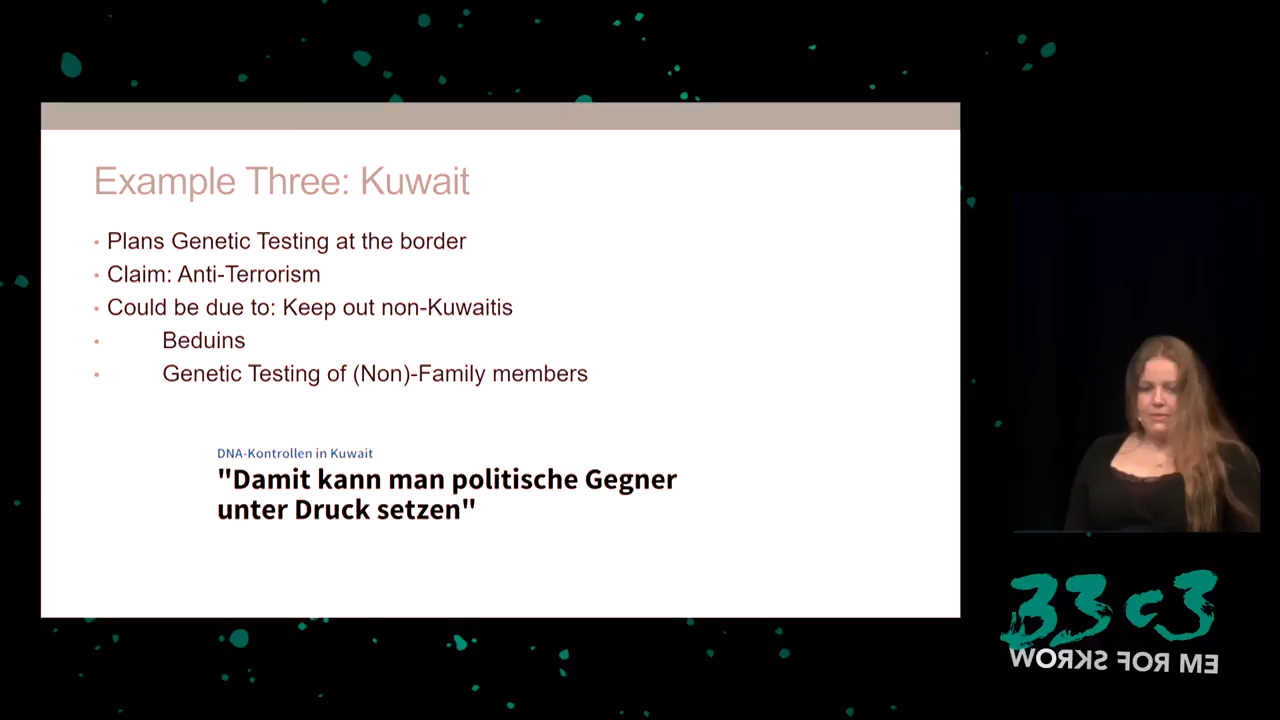 Example Three: Kuwait
• Plans Genetic Testing at the border
• Claim: Anti-Terrorism
• Could be due to: Keep out non-Kuwaitis
• Beduins
• Genetic Testing of (Non)-Family members
DNA-Kontrollen in Kuwait
"Damit kann man politische Gegner
unter Druck setzen"
33c3
WORKS FOR ME